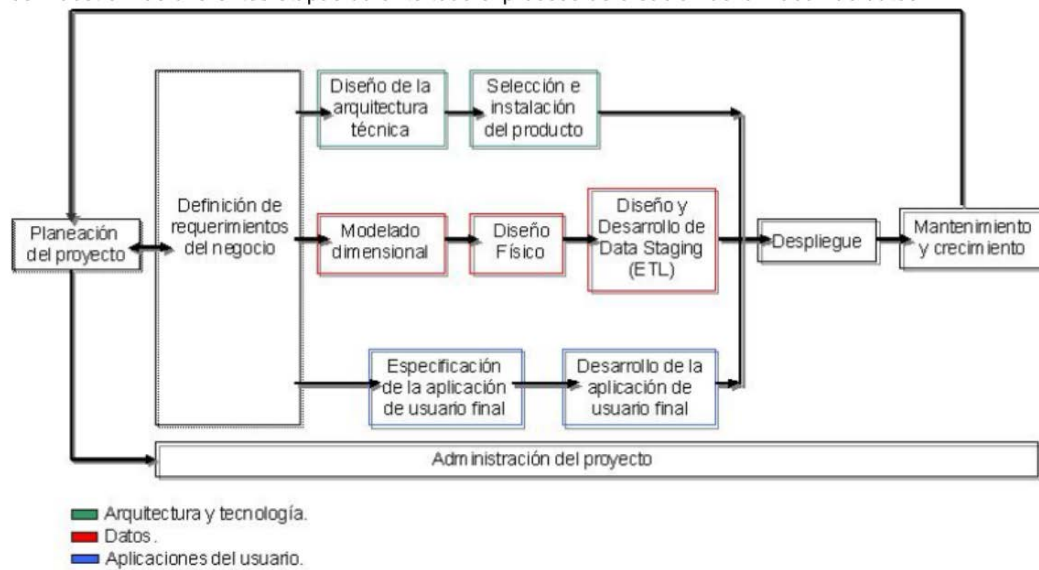 Diseño de la
arquitectura
técnica
Selección e
instalación
del producto
Definición de
requerimientos
del negocio
Planeación
del proyecto
Modelado
dimensional
Diseño
Físico
Diseño y
Desarrollo de
Data Staging
(ETL)
Despliegue
Mantenimiento
y crecimiento
Especificación
de la aplicación
de usuario final
Desarrollo de la
aplicación de
usuario final
Administración del proyecto
Arquitectura y tecnología.
Datos.
Aplicaciones del usuario.